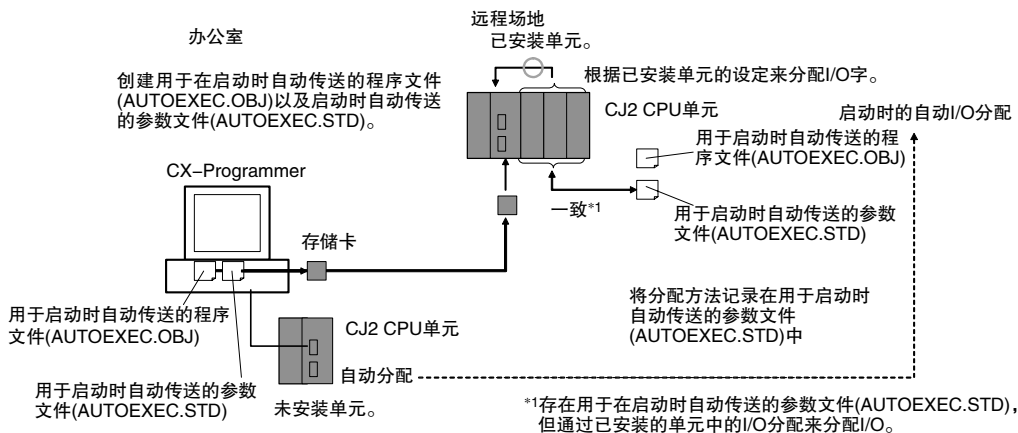 办公室
创建用于在启动时自动传送的程序文件
(AUTOEXEC.OBJ)以及启动时自动传送
的参数文件(AUTOEXEC.STD)。
远程场地
已安装单元。
根据已安装单元的设定来分配I/O字。
CJ2 CPU单元
启动时的自动I/O分配
用于启动时自动传送的程
序文件(AUTOEXEC.OBJ)
一致*1
用于启动时自动传送的参数
文件(AUTOEXEC.STD)
CX−Programmer
存储卡
用于启动时自动传送的程序
文件(AUTOEXEC.OBJ)
用于启动时自动传送的参数
文件(AUTOEXEC.STD)
CJ2 CPU单元
自动分配
未安装单元。
将分配方法记录在用于启动时
自动传送的参数文件
(AUTOEXEC.STD)中
*1存在用于在启动时自动传送的参数文件(AUTOEXEC.STD),
但通过已安装的单元中的I/O分配来分配I/O。